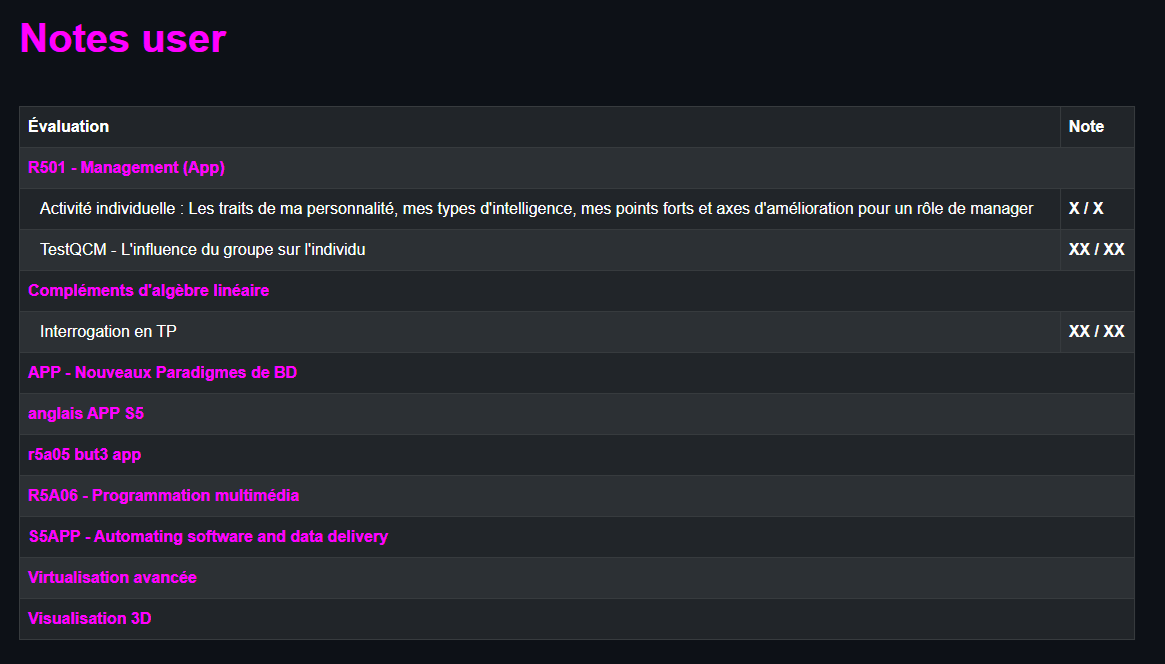 Notes user
Évaluation Note
R501 - Management (App)
Activité individuelle : Les traits de ma personnalité, mes types d'intelligence, mes points forts et axes d'amélioration pour un rôle de manager X / X
TestQCM - L'influence du groupe sur l'individu XX / XX
Compléments d'algèbre linéaire
Interrogation en TP XX / XX
APP - Nouveaux Paradigmes de BD
anglais APP S5
r5a05 but3 app
R5A06 - Programmation multimédia
S5APP - Automating software and data delivery
Virtualisation avancée
Visualisation 3D